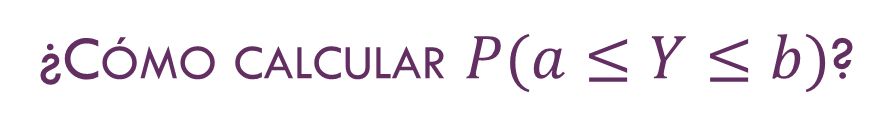 ¿Cómo calcular P(a ≤ Y ≤ b)?